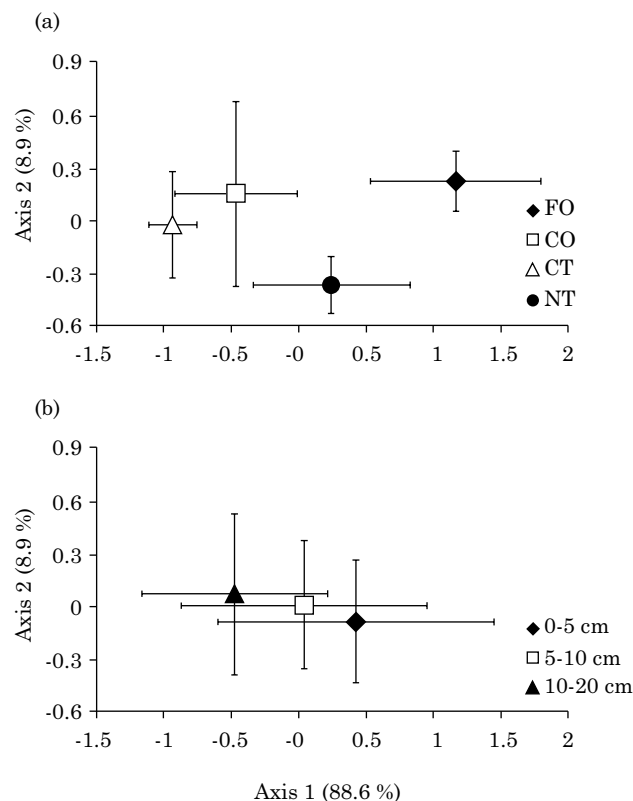 (a)
0.9
0.6
0.3
0
-0.3
-0.6
Axis 2 (8.9 %)
-1.5 -1 -0.5 -0 0.5 1 1.5 2
FO
CO
CT
NT
(b)
0.9
0.6
0.3
0
-0.3
-0.6
Axis 2 (8.9 %)
-1.5 -1 -0.5 -0 0.5 1 1.5 2
0-5 cm
5-10 cm
10-20 cm
Axis 1 (88.6 %)